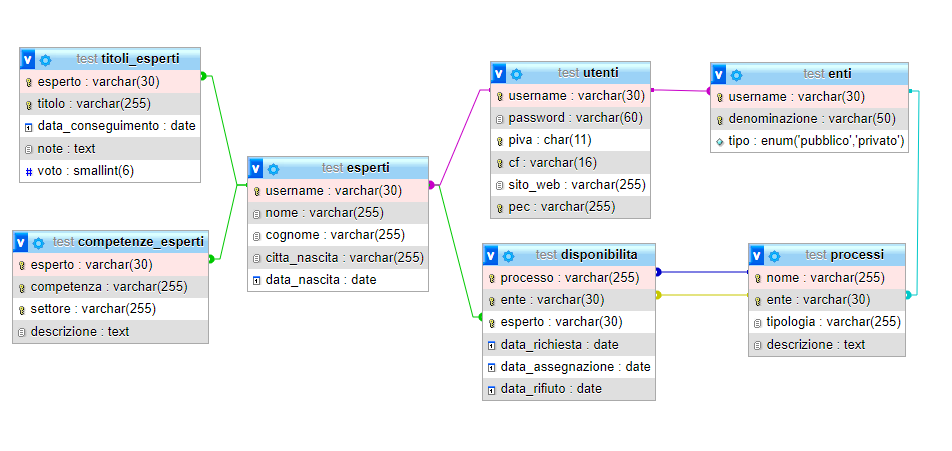 test titoli_esperti
esperto : varchar(30)
titolo : varchar(255)
data_conseguimento : date
note : text
# voto : smallint(6)
test competenze_esperti
esperto : varchar(30)
competenza : varchar(255)
settore : varchar(255)
descrizione : text
test esperti
username : varchar(30)
nome : varchar(255)
cognome : varchar(255)
citta_nascita : varchar(255)
data_nascita : date
test utenti
username : varchar(30)
password : varchar(60)
piva : char(11)
cf : varchar(16)
sito_web : varchar(255)
pec : varchar(255)
test disponibilita
processo : varchar(255)
ente : varchar(30)
esperto : varchar(30)
data_richiesta : date
data_assegnazione : date
data_rifiuto : date
test enti
username : varchar(30)
denominazione : varchar(50)
tipo : enum('pubblico','privato')
test processi
nome : varchar(255)
ente : varchar(30)
tipologia : varchar(255)
descrizione : text